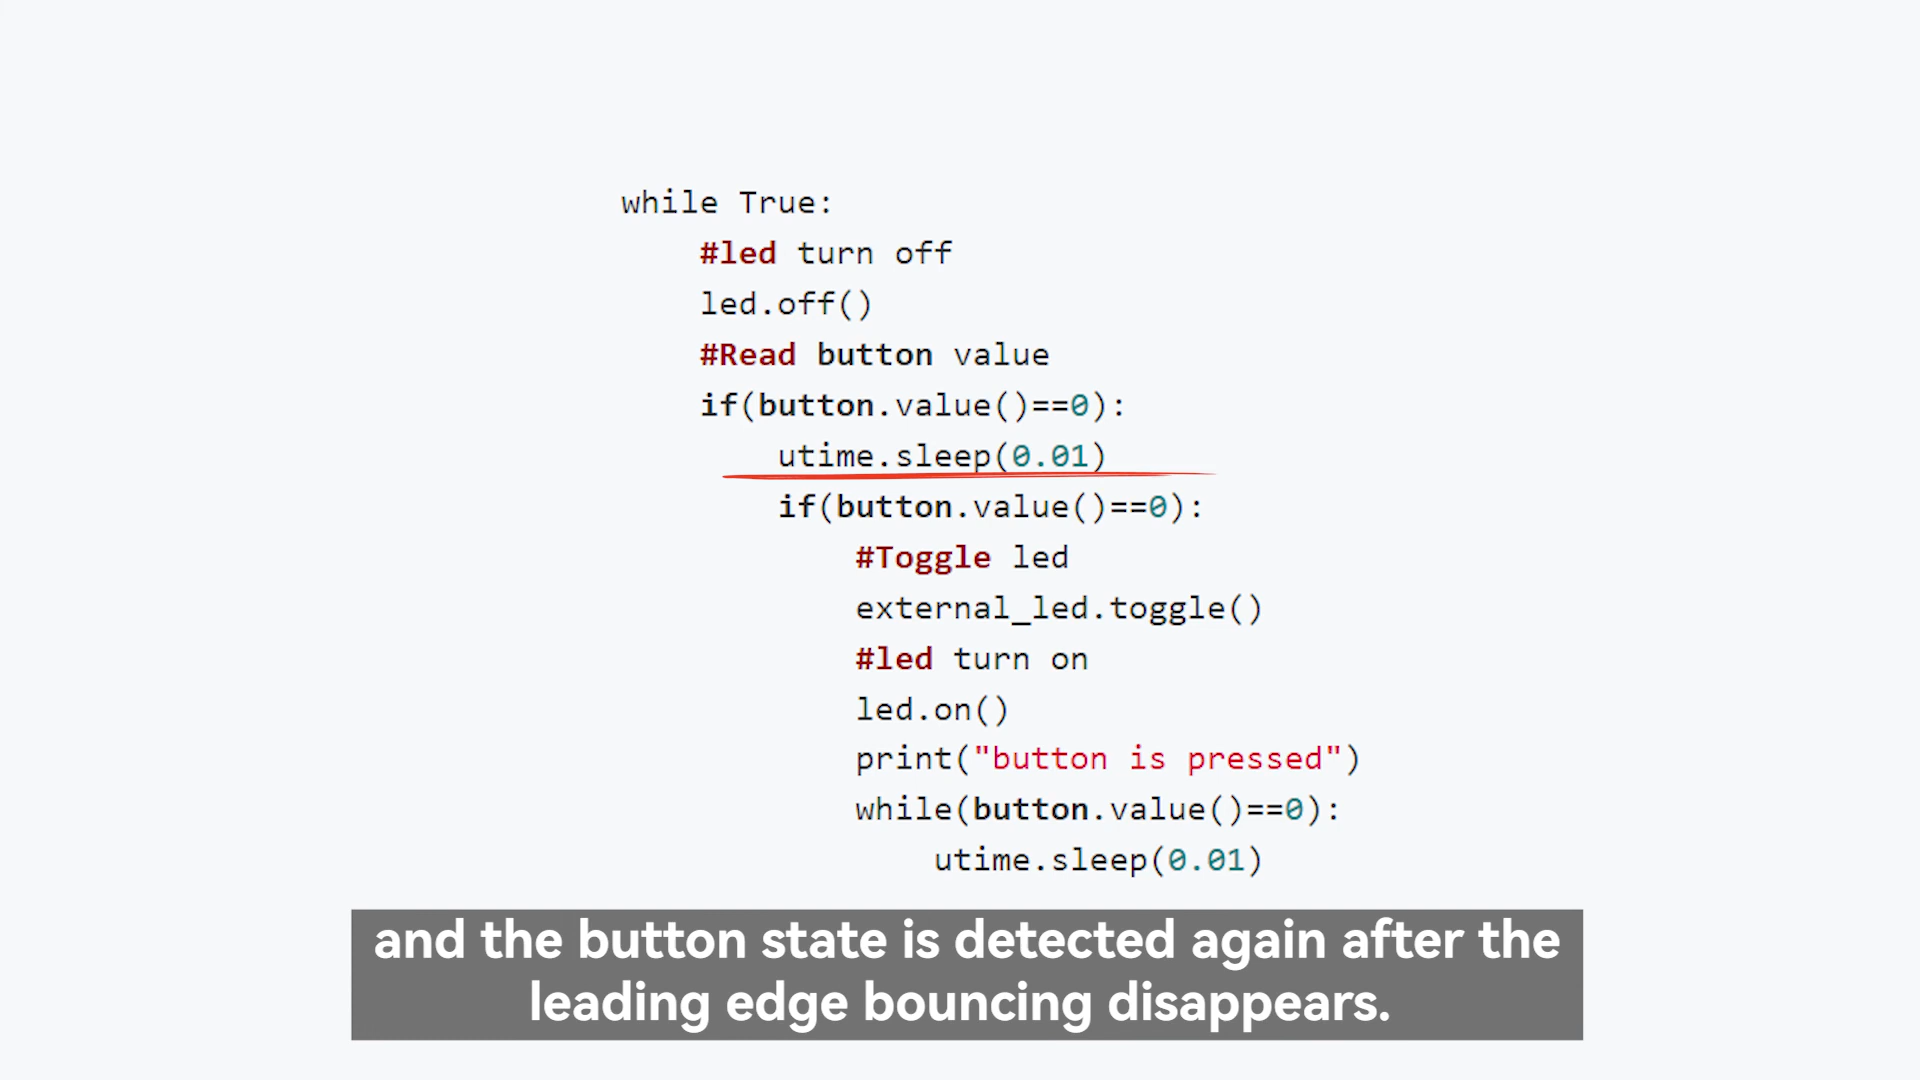 while True:
#led turn off
led.off()
#Read button value
if(button.value()==0):
utime.sleep(0.01)
if(button.value()==0):
#Toggle led
external_led.toggle()
#led turn on
led.on()
print("button is pressed")
while(button.value()==0):
utime.sleep(0.01)
and the button state is detected again after the
leading edge bouncing disappears.